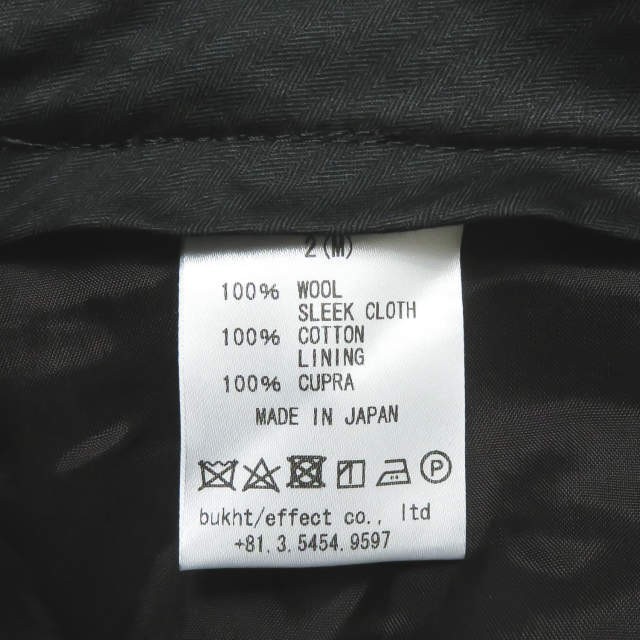 2 (M)
100% WOOL
SLEEK CLOTH
100% COTTON
LINING
100% CUPRA
MADE IN JAPAN
P
bukht/effect co., ltd
+81.3.5454.9597